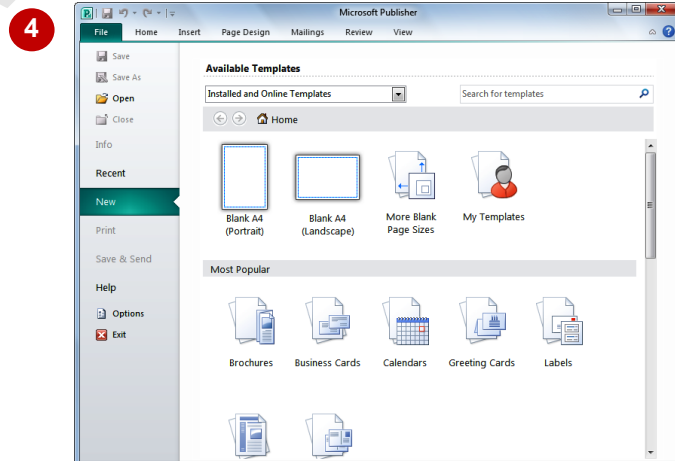 4
Microsoft Publisher
File Home Insert Page Design Mailings Review View
Save
Save As
Open
Close
Info
Recent
New
Print
Save & Send
Help
Options
Exit
Available Templates
Installed and Online Templates
Search for templates
Home
Blank A4
(Portrait)
Blank A4
(Landscape)
More Blank
Page Sizes
My Templates
Most Popular
Brochures
Business Cards
Calendars
Greeting Cards
Labels